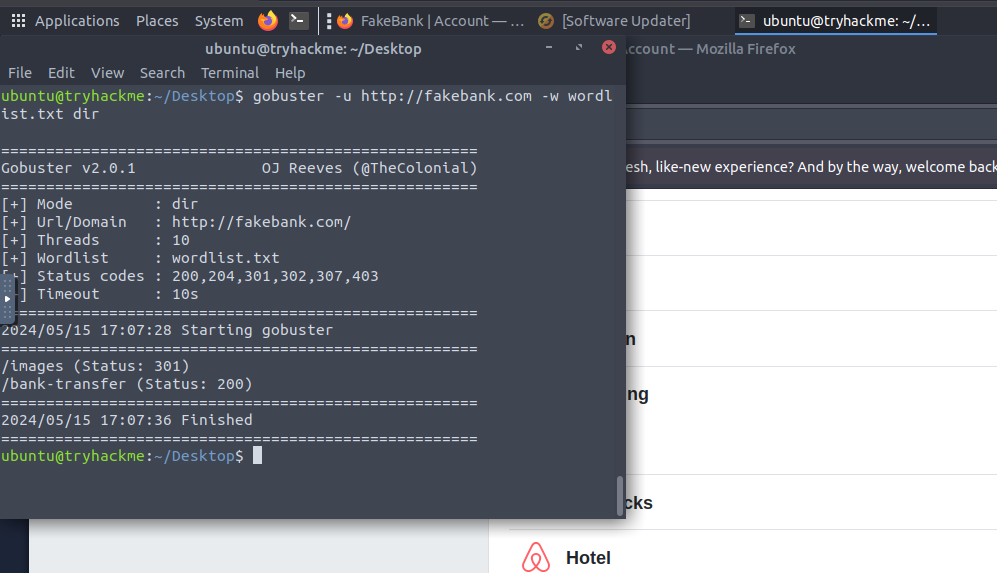 Applications Places System FakeBank | Account — ... [Software Updater] ubuntu@tryhackme: ~/...
ubuntu@tryhackme: ~/Desktop
Account — Mozilla Firefox
File Edit View Search Terminal Help
ubuntu@tryhackme:~/Desktop$ gobuster -u http://fakebank.com -w wordl
ist.txt dir
=====================================================
Gobuster v2.0.1 OJ Reeves (@TheColonial)
=====================================================
[+] Mode : dir
[+] Url/Domain : http://fakebank.com/
[+] Threads : 10
[+] Wordlist : wordlist.txt
[+] Status codes : 200,204,301,302,307,403
] Timeout : 10s
=====================================================
2024/05/15 17:07:28 Starting gobuster
=====================================================
/images (Status: 301)
/bank-transfer (Status: 200)
=====================================================
2024/05/15 17:07:36 Finished
=====================================================
ubuntu@tryhackme:~/Desktop$
esh, like-new experience? And by the way, welcome back
n
ng
cks
Hotel